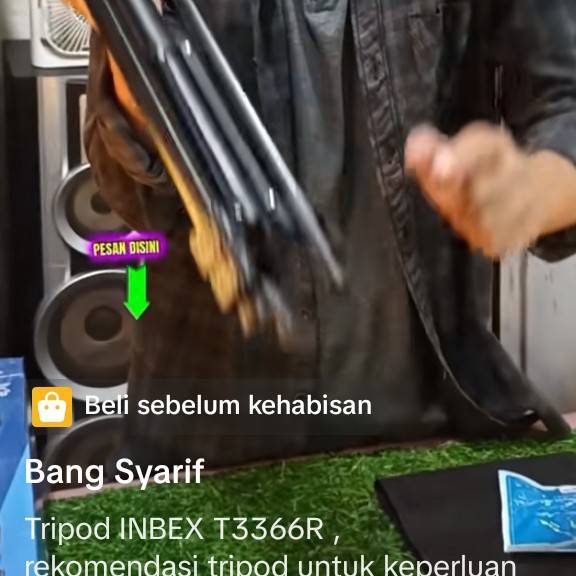 PESAN DISINI
Beli sebelum kehabisan
Bang Syarif
Tripod INBEX T3366R ,
rekomendasi tripod untuk keperluan